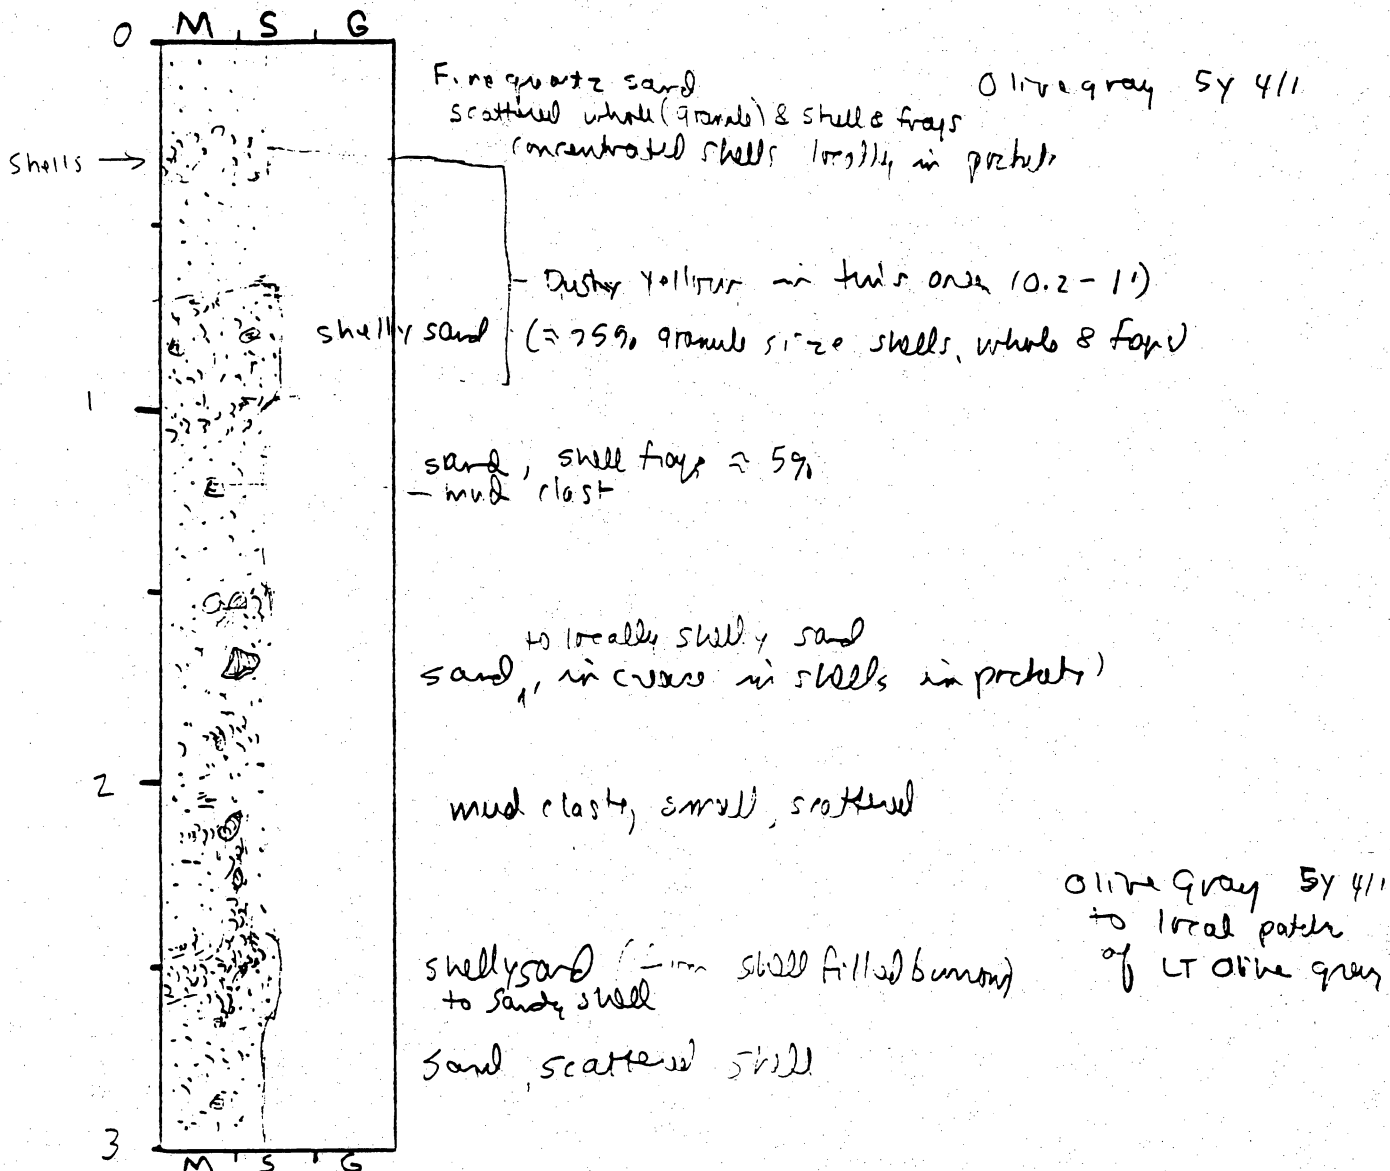 0 M S G
Fine quartz sand
Olive gray 5Y 4/1
scattered whole (granule) & shell & frags
concentrated shells locally in pockets
Shells →
- Dusky Yellow in this area (0.2 - 1')
shelly sand (≈ 25% granule size shells, whole & frags)
1
sand, shell frags ≈ 5%
- mud clast
to locally shelly sand
sand, increase in shells in pockets)
2
mud clasts, small, scattered
Olive Gray 5Y 4/1
to local patches
of LT Olive gray
shelly sand ( shell filled burrow)
to sandy shell
sand, scattered shell
3
M S G